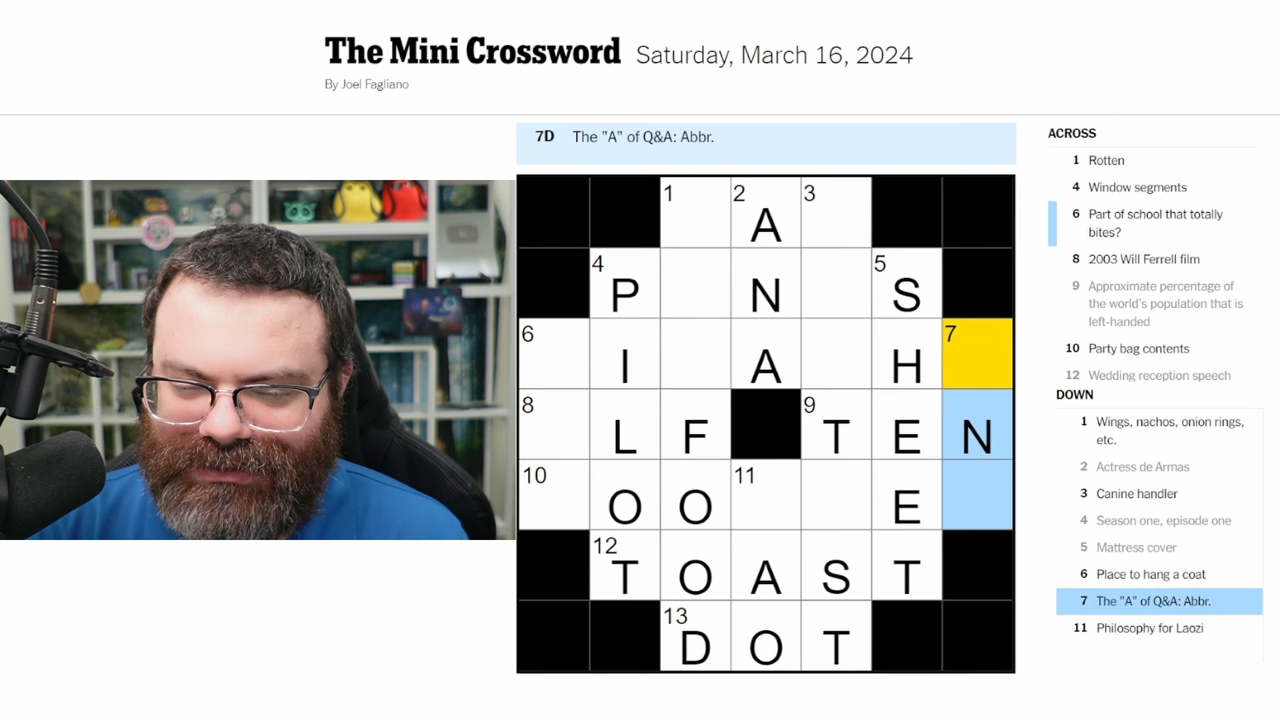 The Mini Crossword Saturday, March 16, 2024
By Joel Fagliano
7D The "A" of Q&A: Abbr.
1 2 A 3
4 P N 5 S
6 I A H 7
8 L F 9 T E N
10 O O 11 E
12 T O A S T
13 D O T
ACROSS
1 Rotten
4 Window segments
6 Part of school that totally
bites?
8 2003 Will Ferrell film
9 Approximate percentage of
the world's population that is
left-handed
10 Party bag contents
12 Wedding reception speech
DOWN
1 Wings, nachos, onion rings,
etc.
2 Actress de Armas
3 Canine handler
4 Season one, episode one
5 Mattress cover
6 Place to hang a coat
7 The "A" of Q&A: Abbr.
11 Philosophy for Laozi